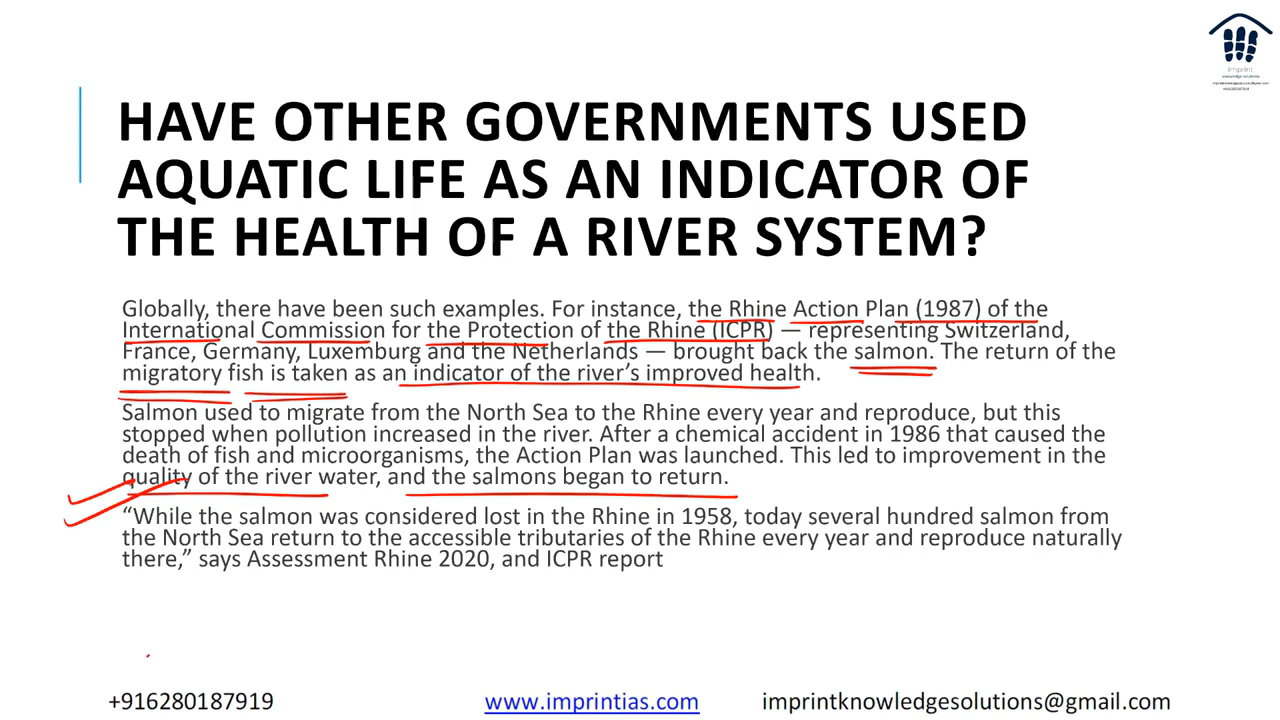 imprint
knowledge solutions
HAVE OTHER GOVERNMENTS USED
AQUATIC LIFE AS AN INDICATOR OF
THE HEALTH OF A RIVER SYSTEM?
Globally, there have been such examples. For instance, the Rhine Action Plan (1987) of the
International Commission for the Protection of the Rhine (ICPR) — representing Switzerland,
France, Germany, Luxemburg and the Netherlands — brought back the salmon. The return of the
migratory fish is taken as an indicator of the river’s improved health.
Salmon used to migrate from the North Sea to the Rhine every year and reproduce, but this
stopped when pollution increased in the river. After a chemical accident in 1986 that caused the
death of fish and microorganisms, the Action Plan was launched. This led to improvement in the
quality of the river water, and the salmons began to return.
“While the salmon was considered lost in the Rhine in 1958, today several hundred salmon from
the North Sea return to the accessible tributaries of the Rhine every year and reproduce naturally
there,” says Assessment Rhine 2020, and ICPR report
+916280187919 www.imprintias.com imprintknowledgesolutions@gmail.com